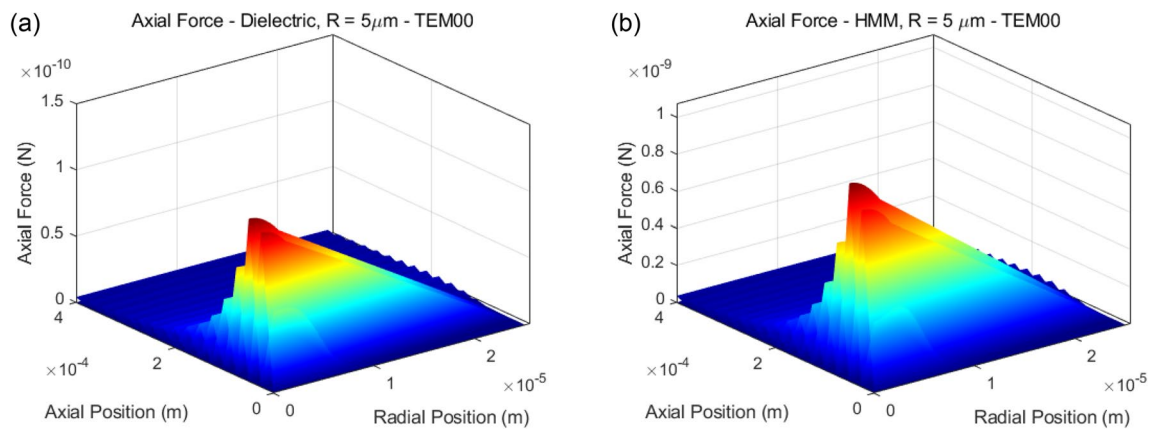 (a)
Axial Force - Dielectric, R = 5μm - TEM00
×10⁻¹⁰
1.5
1
0.5
0
Axial Force (N)
4
2
0
×10⁻⁴
Axial Position (m)
0
1
2
×10⁻⁵
Radial Position (m)
(b)
Axial Force - HMM, R = 5 μm - TEM00
×10⁻⁹
1
0.8
0.6
0.4
0.2
0
Axial Force (N)
4
2
0
×10⁻⁴
Axial Position (m)
0
1
2
×10⁻⁵
Radial Position (m)